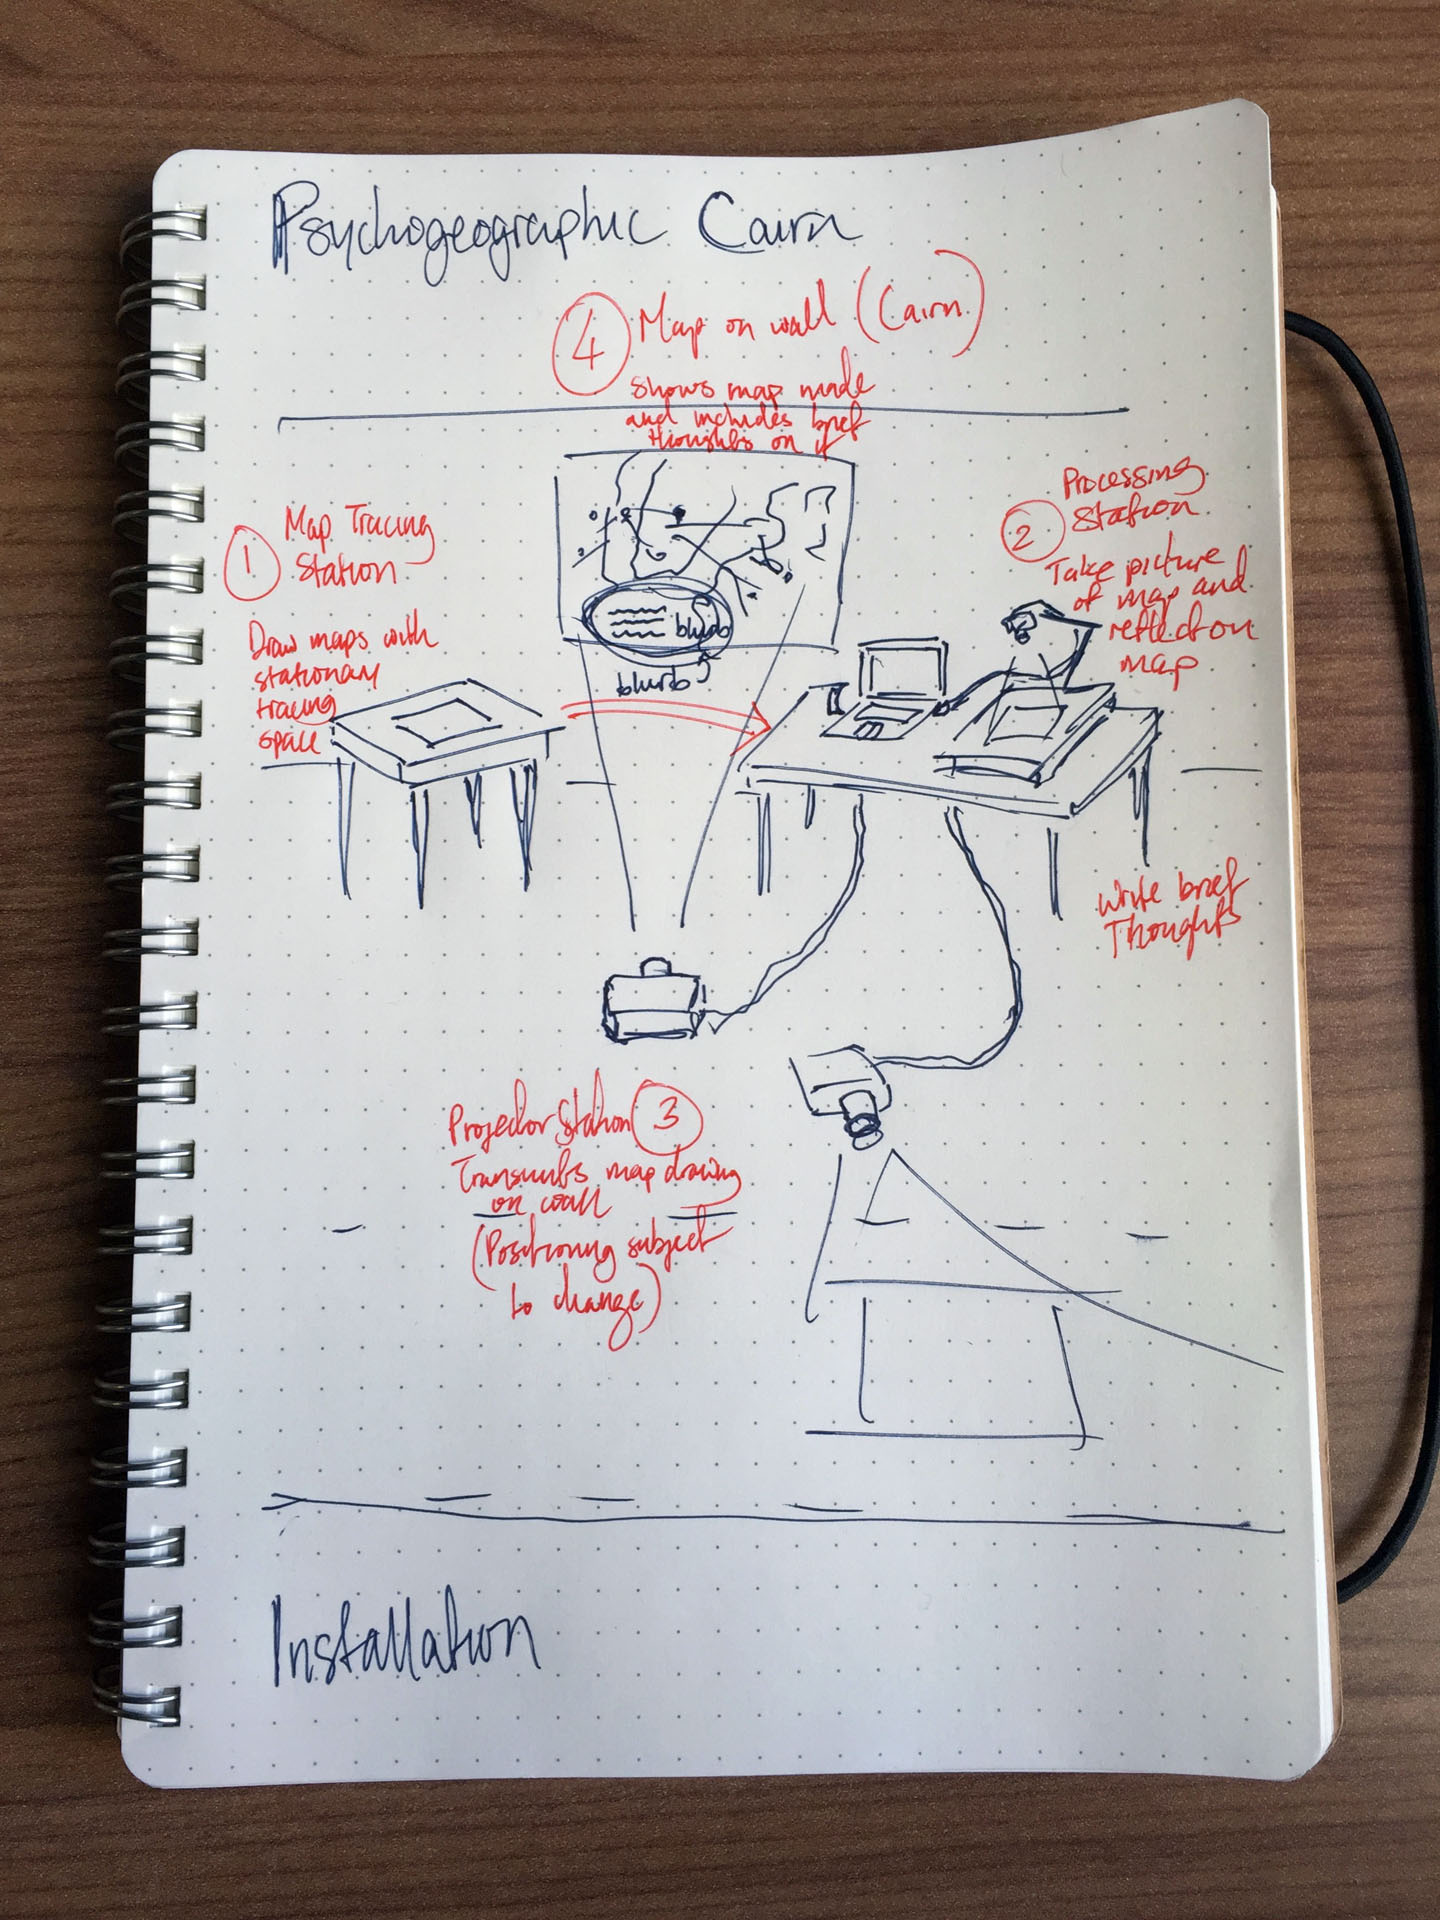 Psychogeographic Cairn
4 Map on wall (Cairn)
shows map made
and includes brief
thoughts on it
1 Map Tracing
Station
Draw maps with
stationary
tracing
space
blurb
blurb
2 Processing
Station
Take picture
of map and
reflect on
map
Write brief
Thoughts
Projector Station 3
Transmits map drawing
on wall
(Positioning subject
to change)
Installation